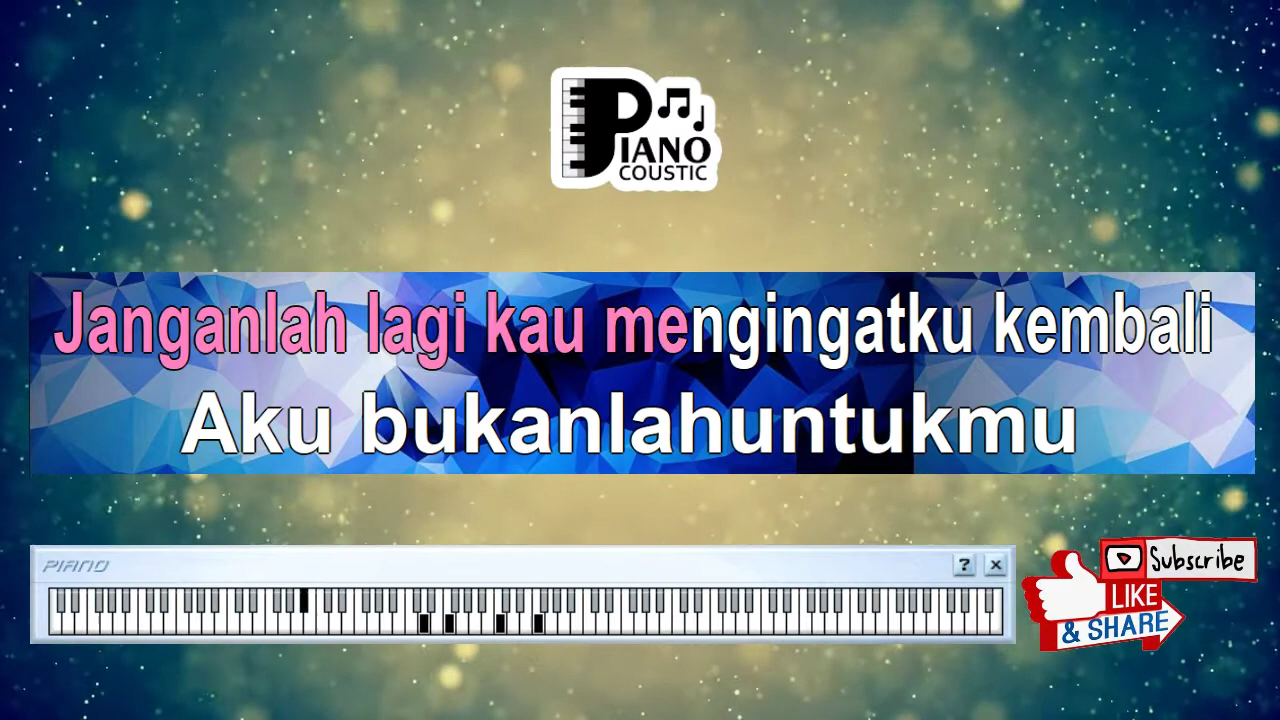 PIANO
COUSTIC
Janganlah lagi kau mengingatku kembali
Aku bukanlahuntukmu
PIANO
? ×
Subscribe
LIKE
& SHARE